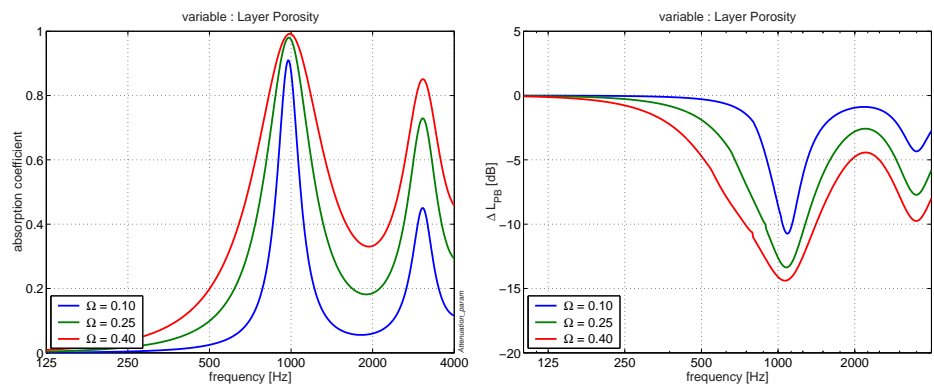 variable : Layer Porosity
1
0.8
0.6
0.4
0.2
0
absorption coefficient
Ω = 0.10
Ω = 0.25
Ω = 0.40
125
250
500
1000
2000
4000
frequency [Hz]
Attenuation_param
variable : Layer Porosity
5
0
−5
−10
−15
−20
Δ L_PB [dB]
Ω = 0.10
Ω = 0.25
Ω = 0.40
125
250
500
1000
2000
frequency [Hz]